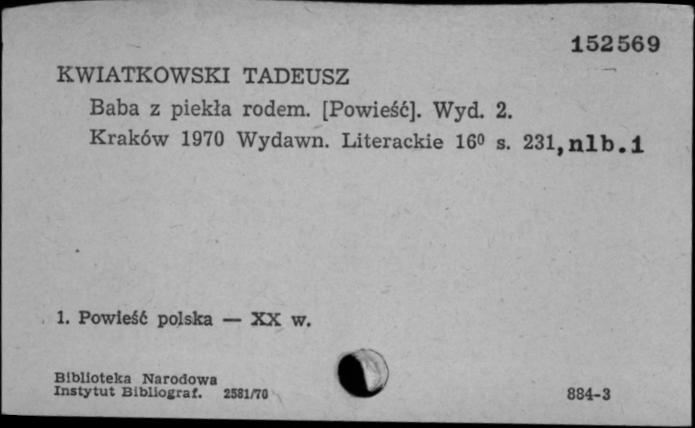 152569
KWIATKOWSKI TADEUSZ
Baba z piekła rodem. [Powieść]. Wyd. 2.
Kraków 1970 Wydawn. Literackie 16⁰ s. 231, nlb.1
1. Powieść polska — XX w.
Biblioteka Narodowa
Instytut Bibliograf. 2581/70
884-3